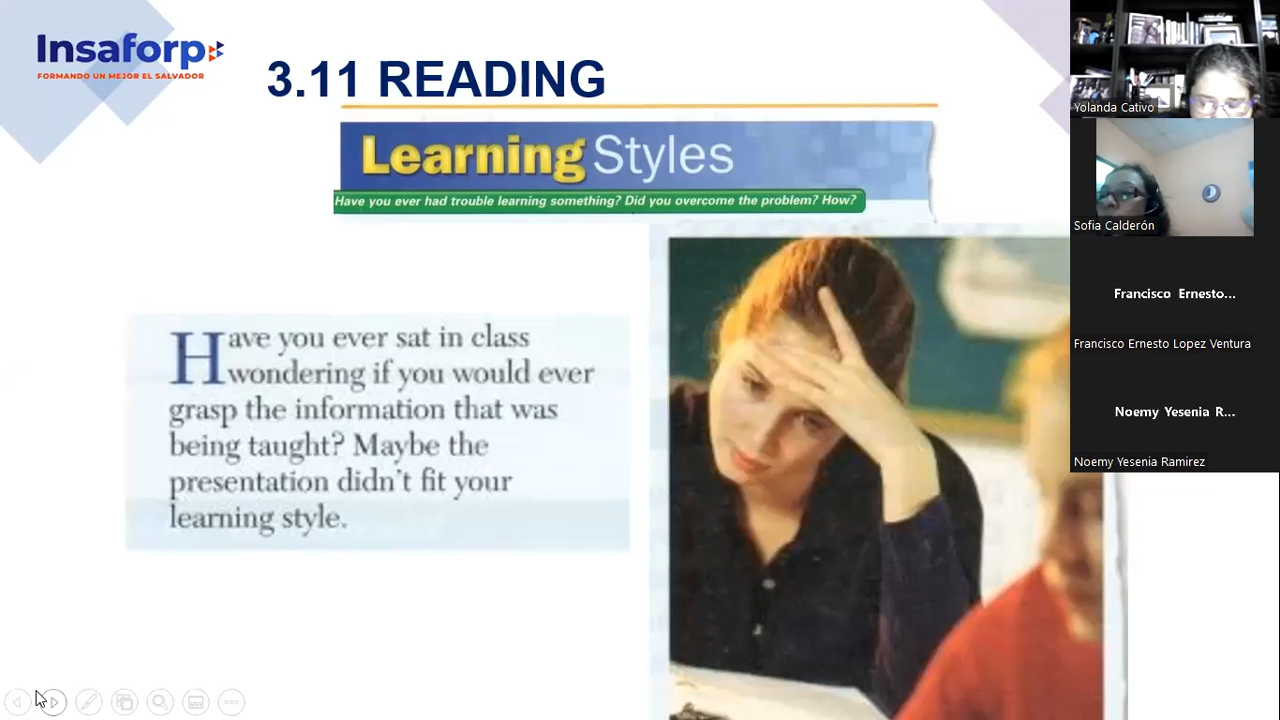 Insaforp
FORMANDO UN MEJOR EL SALVADOR
3.11 READING
Learning Styles
Have you ever had trouble learning something? Did you overcome the problem? How?
Have you ever sat in class
wondering if you would ever
grasp the information that was
being taught? Maybe the
presentation didn't fit your
learning style.
Yolanda Cativo
Sofia Calderón
Francisco Ernesto...
Francisco Ernesto Lopez Ventura
Noemy Yesenia R...
Noemy Yesenia Ramirez